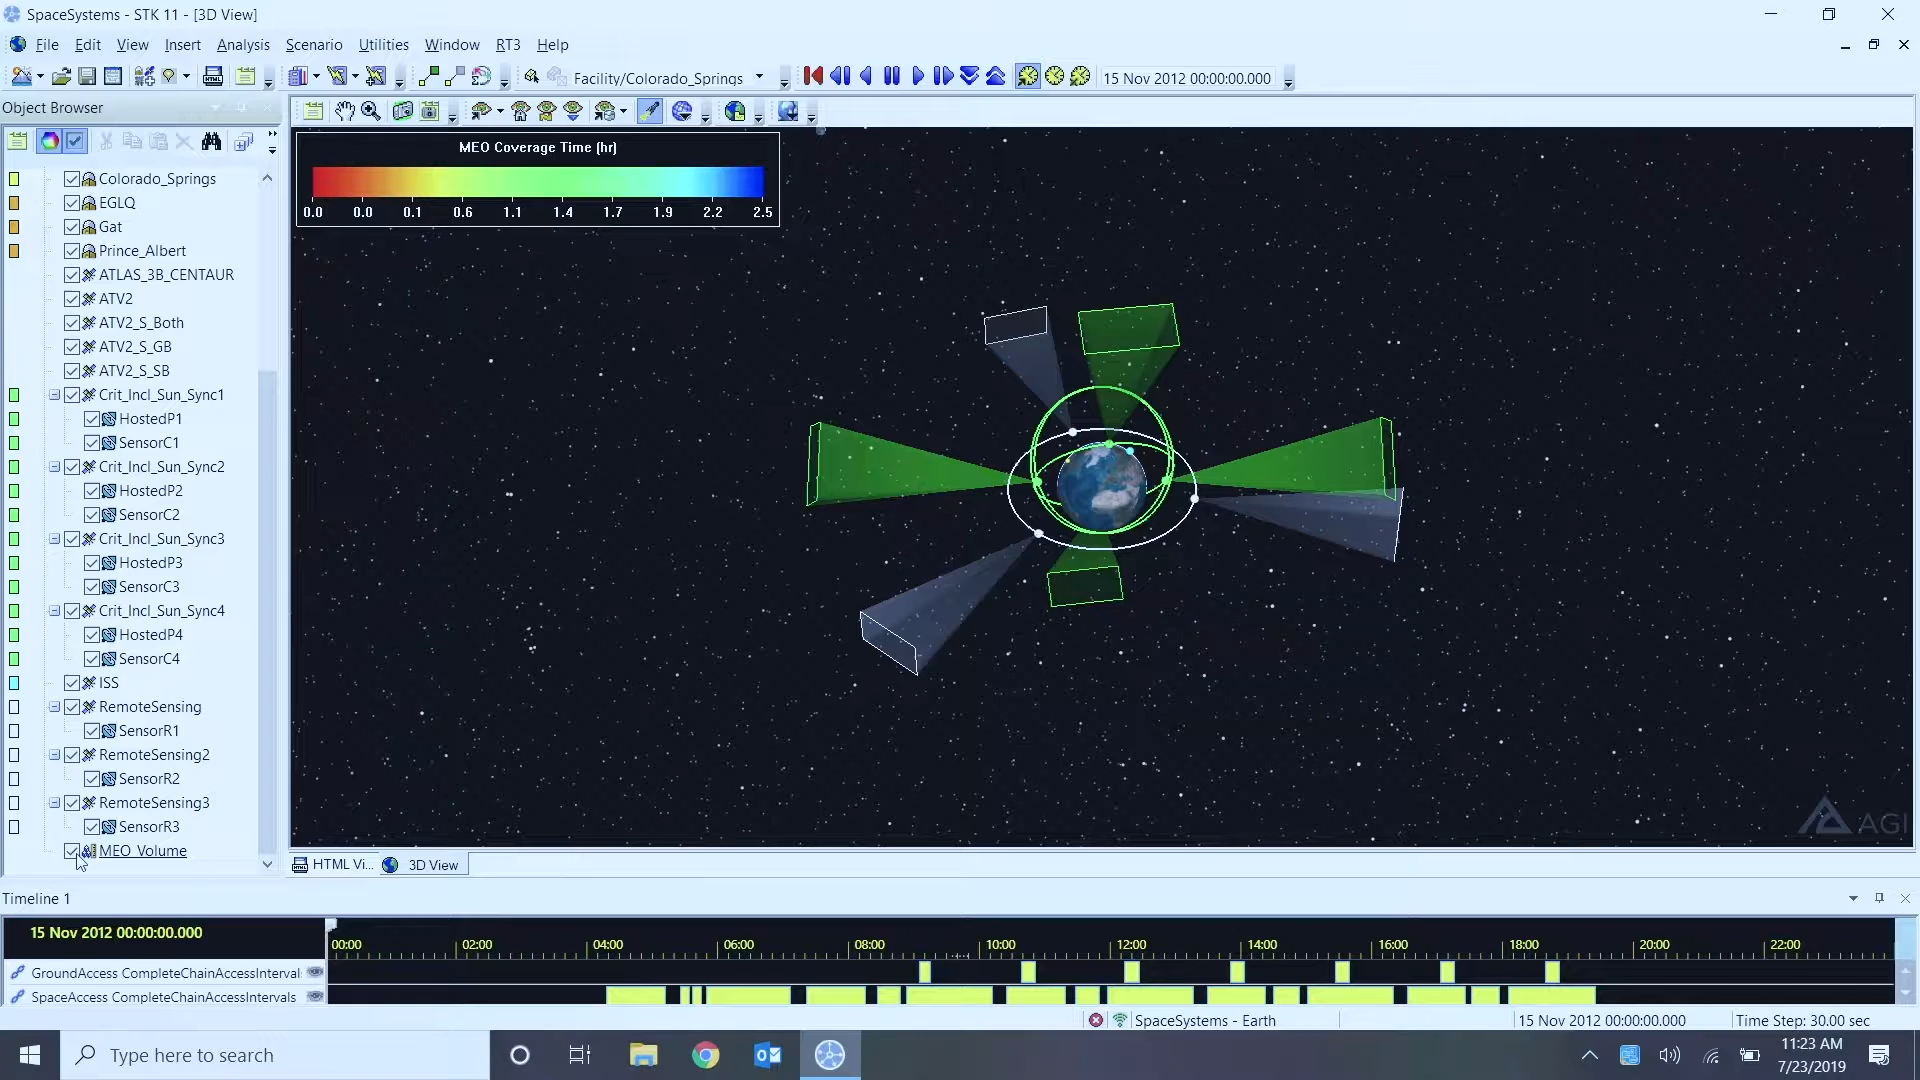 SpaceSystems - STK 11 - [3D View]
File Edit View Insert Analysis Scenario Utilities Window RT3 Help
Facility/Colorado_Springs
15 Nov 2012 00:00:00.000
Object Browser
Colorado_Springs
EGLQ
Gat
Prince_Albert
ATLAS_3B_CENTAUR
ATV2
ATV2_S_Both
ATV2_S_GB
ATV2_S_SB
Crit_Incl_Sun_Sync1
HostedP1
SensorC1
Crit_Incl_Sun_Sync2
HostedP2
SensorC2
Crit_Incl_Sun_Sync3
HostedP3
SensorC3
Crit_Incl_Sun_Sync4
HostedP4
SensorC4
ISS
RemoteSensing
SensorR1
RemoteSensing2
SensorR2
RemoteSensing3
SensorR3
MEO_Volume
MEO Coverage Time (hr)
0.0 0.0 0.1 0.6 1.1 1.4 1.7 1.9 2.2 2.5
AGI
HTML Vi... 3D View
Timeline 1
15 Nov 2012 00:00:00.000
00:00 02:00 04:00 06:00 08:00 10:00 12:00 14:00 16:00 18:00 20:00 22:00
GroundAccess CompleteChainAccessInterval
SpaceAccess CompleteChainAccessIntervals
SpaceSystems - Earth
15 Nov 2012 00:00:00.000
Time Step: 30.00 sec
Type here to search
11:23 AM
7/23/2019